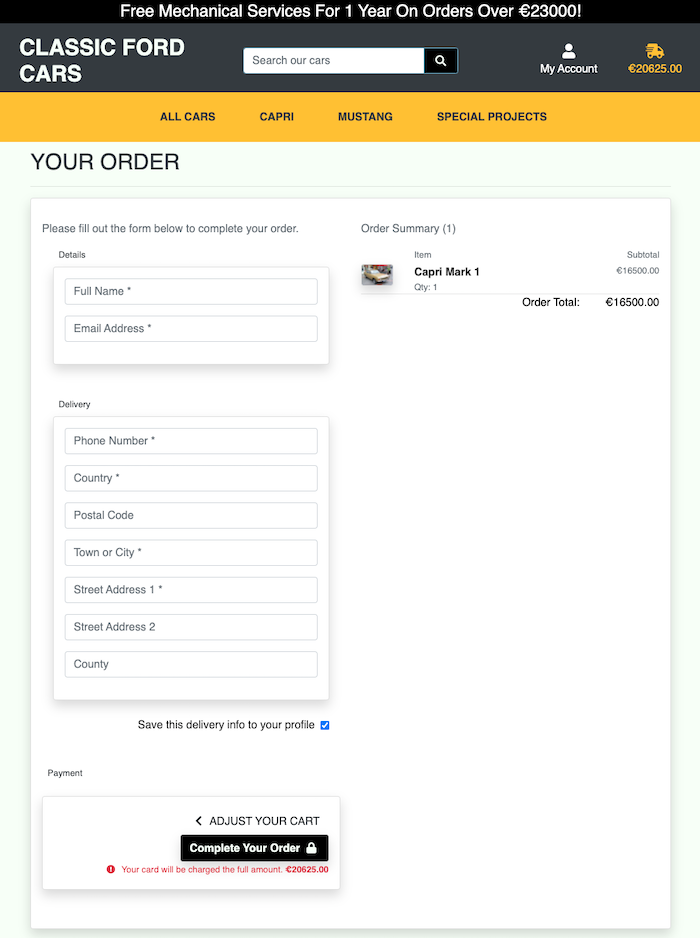 Free Mechanical Services For 1 Year On Orders Over €23000!
CLASSIC FORD
CARS
Search our cars
My Account
€20625.00
ALL CARS
CAPRI
MUSTANG
SPECIAL PROJECTS
YOUR ORDER
Please fill out the form below to complete your order.
Details
Full Name *
Email Address *
Delivery
Phone Number *
Country *
Postal Code
Town or City *
Street Address 1 *
Street Address 2
County
Save this delivery info to your profile
Payment
ADJUST YOUR CART
Complete Your Order
Your card will be charged the full amount. €20625.00
Order Summary (1)
Item Subtotal
Capri Mark 1 €16500.00
Qty: 1
Order Total: €16500.00